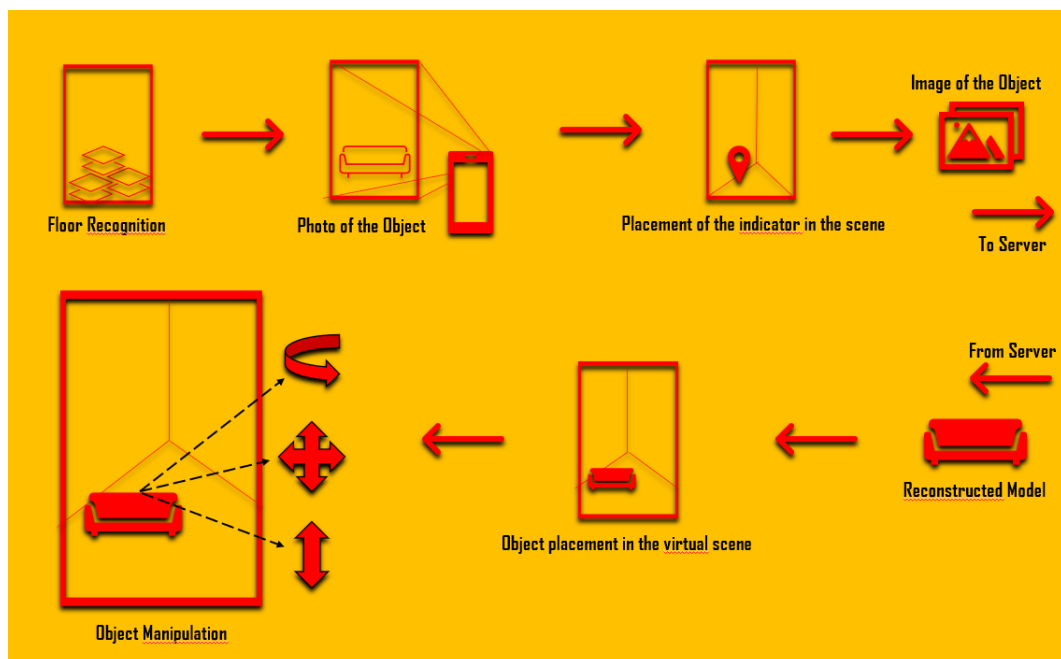 Image of the Object
Floor Recognition
Photo of the Object
Placement of the indicator in the scene
To Server
From Server
Reconstructed Model
Object placement in the virtual scene
Object Manipulation